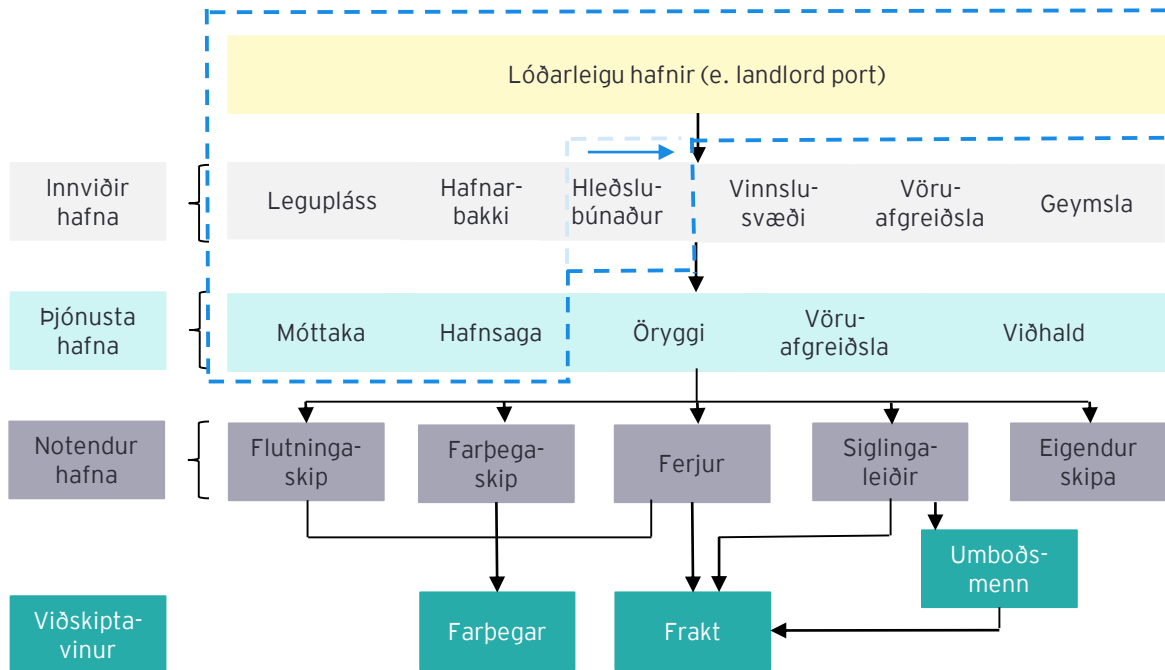 Lóðarleigu hafnir (e. landlord port)
Innviðir
hafna
Legupláss
Hafnar-
bakki
Hleðslu-
búnaður
Vinnslu-
svæði
Vöru-
afgreiðsla
Geymsla
Þjónusta
hafna
Móttaka
Hafnsaga
Öryggi
Vöru-
afgreiðsla
Viðhald
Notendur
hafna
Flutninga-
skip
Farþega-
skip
Ferjur
Siglinga-
leiðir
Eigendur
skipa
Umboðs-
menn
Viðskipta-
vinur
Farþegar
Frakt